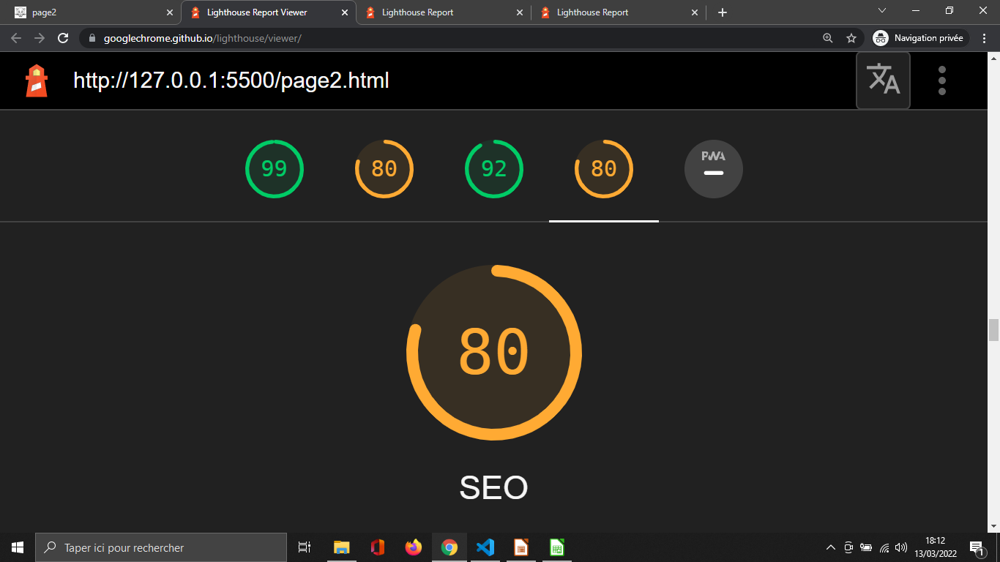 page2
Lighthouse Report Viewer
Lighthouse Report
Lighthouse Report
googlechrome.github.io/lighthouse/viewer/
Navigation privée
http://127.0.0.1:5500/page2.html
99
80
92
80
PWA
80
SEO
Taper ici pour rechercher
18:12
13/03/2022
1